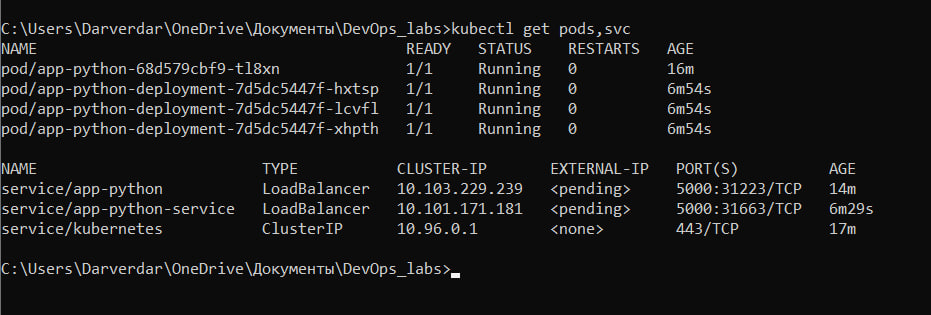 C:\Users\Darverdar\OneDrive\Документы\DevOps_labs>kubectl get pods,svc
NAME READY STATUS RESTARTS AGE
pod/app-python-68d579cbf9-tl8xn 1/1 Running 0 16m
pod/app-python-deployment-7d5dc5447f-hxtsp 1/1 Running 0 6m54s
pod/app-python-deployment-7d5dc5447f-lcvfl 1/1 Running 0 6m54s
pod/app-python-deployment-7d5dc5447f-xhpth 1/1 Running 0 6m54s
NAME TYPE CLUSTER-IP EXTERNAL-IP PORT(S) AGE
service/app-python LoadBalancer 10.103.229.239 <pending> 5000:31223/TCP 14m
service/app-python-service LoadBalancer 10.101.171.181 <pending> 5000:31663/TCP 6m29s
service/kubernetes ClusterIP 10.96.0.1 <none> 443/TCP 17m
C:\Users\Darverdar\OneDrive\Документы\DevOps_labs>